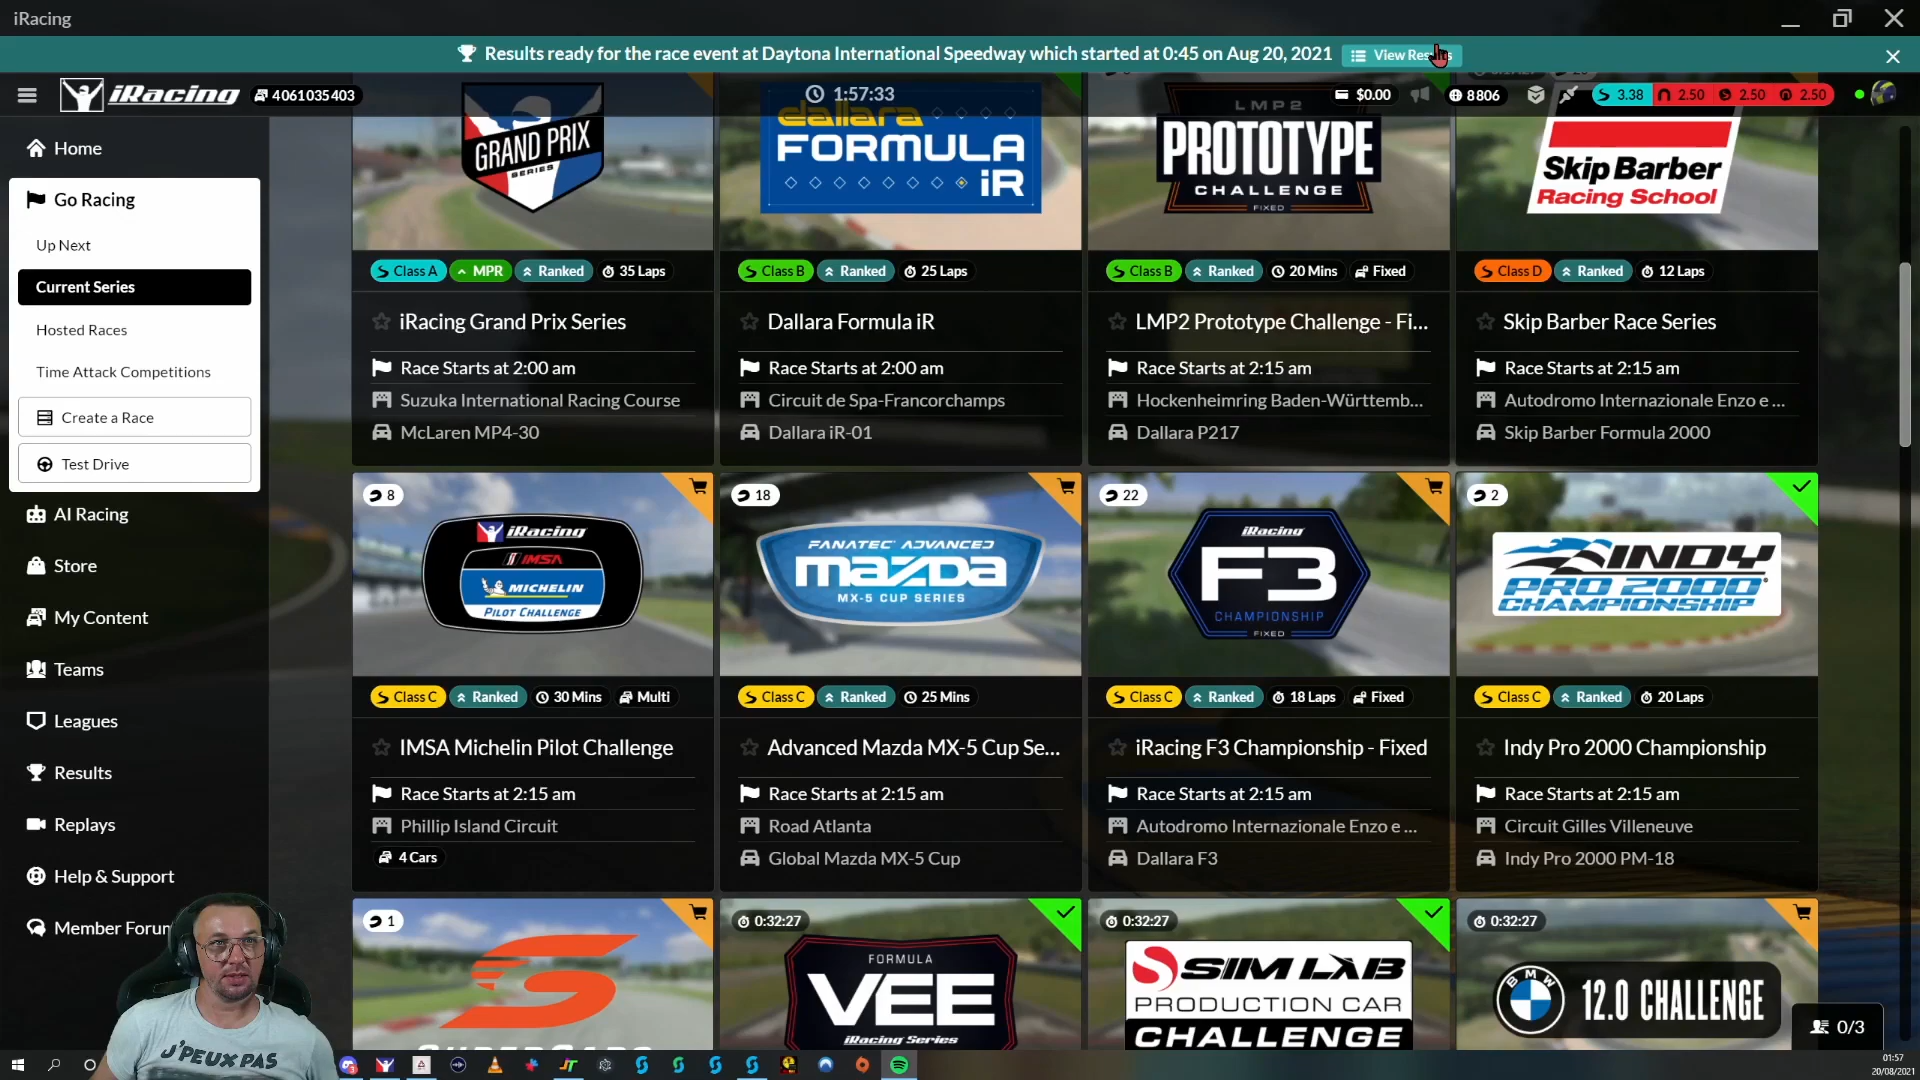 iRacing
Results ready for the race event at Daytona International Speedway which started at 0:45 on Aug 20, 2021
iRacing
4061035403
1:57:33
$0.00
8806
3.38
2.50
2.50
2.50
Home
Go Racing
Up Next
Current Series
Hosted Races
Time Attack Competitions
Create a Race
Test Drive
AI Racing
Store
My Content
Teams
Leagues
Results
Replays
Help & Support
GRAND PRIX
SERIES
Class A
MPR
Ranked
35 Laps
iRacing Grand Prix Series
Race Starts at 2:00 am
Suzuka International Racing Course
McLaren MP4-30
dallara
FORMULA
iR
Class B
Ranked
25 Laps
Dallara Formula iR
Race Starts at 2:00 am
Circuit de Spa-Francorchamps
Dallara iR-01
LMP2
PROTOTYPE
CHALLENGE
FIXED
Class B
Ranked
20 Mins
Fixed
LMP2 Prototype Challenge - Fi...
Race Starts at 2:15 am
Hockenheimring Baden-Württemb...
Dallara P217
Skip Barber
Racing School
Class D
Ranked
12 Laps
Skip Barber Race Series
Race Starts at 2:15 am
Autodromo Internazionale Enzo e ...
Skip Barber Formula 2000
8
iRacing
IMSA
MICHELIN
PILOT CHALLENGE
Class C
Ranked
30 Mins
Multi
IMSA Michelin Pilot Challenge
Race Starts at 2:15 am
Phillip Island Circuit
4 Cars
18
FANATEC ADVANCED
mazda
MX-5 CUP SERIES
Class C
Ranked
25 Mins
Advanced Mazda MX-5 Cup Se...
Race Starts at 2:15 am
Road Atlanta
Global Mazda MX-5 Cup
22
iRacing
F3
CHAMPIONSHIP
FIXED
Class C
Ranked
18 Laps
Fixed
iRacing F3 Championship - Fixed
Race Starts at 2:15 am
Autodromo Internazionale Enzo e ...
Dallara F3
2
INDY
PRO 2000
CHAMPIONSHIP
Class C
Ranked
20 Laps
Indy Pro 2000 Championship
Race Starts at 2:15 am
Circuit Gilles Villeneuve
Indy Pro 2000 PM-18
1
0:32:27
FORMULA
VEE
iRacing Series
0:32:27
SIM LAB
PRODUCTION CAR
CHALLENGE
0:32:27
BMW
12.0 CHALLENGE
0/3
J'PEUX PAS
01:57
20/08/2021